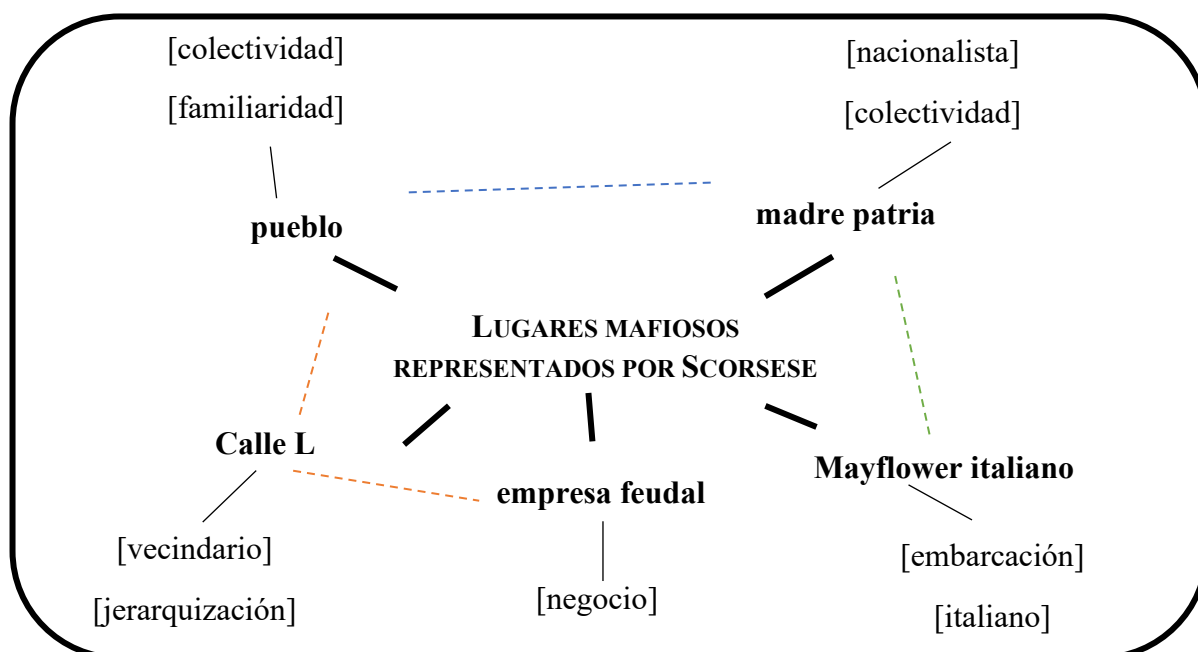 [colectividad]
[familiaridad]
[nacionalista]
[colectividad]
pueblo
madre patria
LUGARES MAFIOSOS
REPRESENTADOS POR SCORSESE
Calle L
Mayflower italiano
empresa feudal
[vecindario]
[jerarquización]
[negocio]
[embarcación]
[italiano]